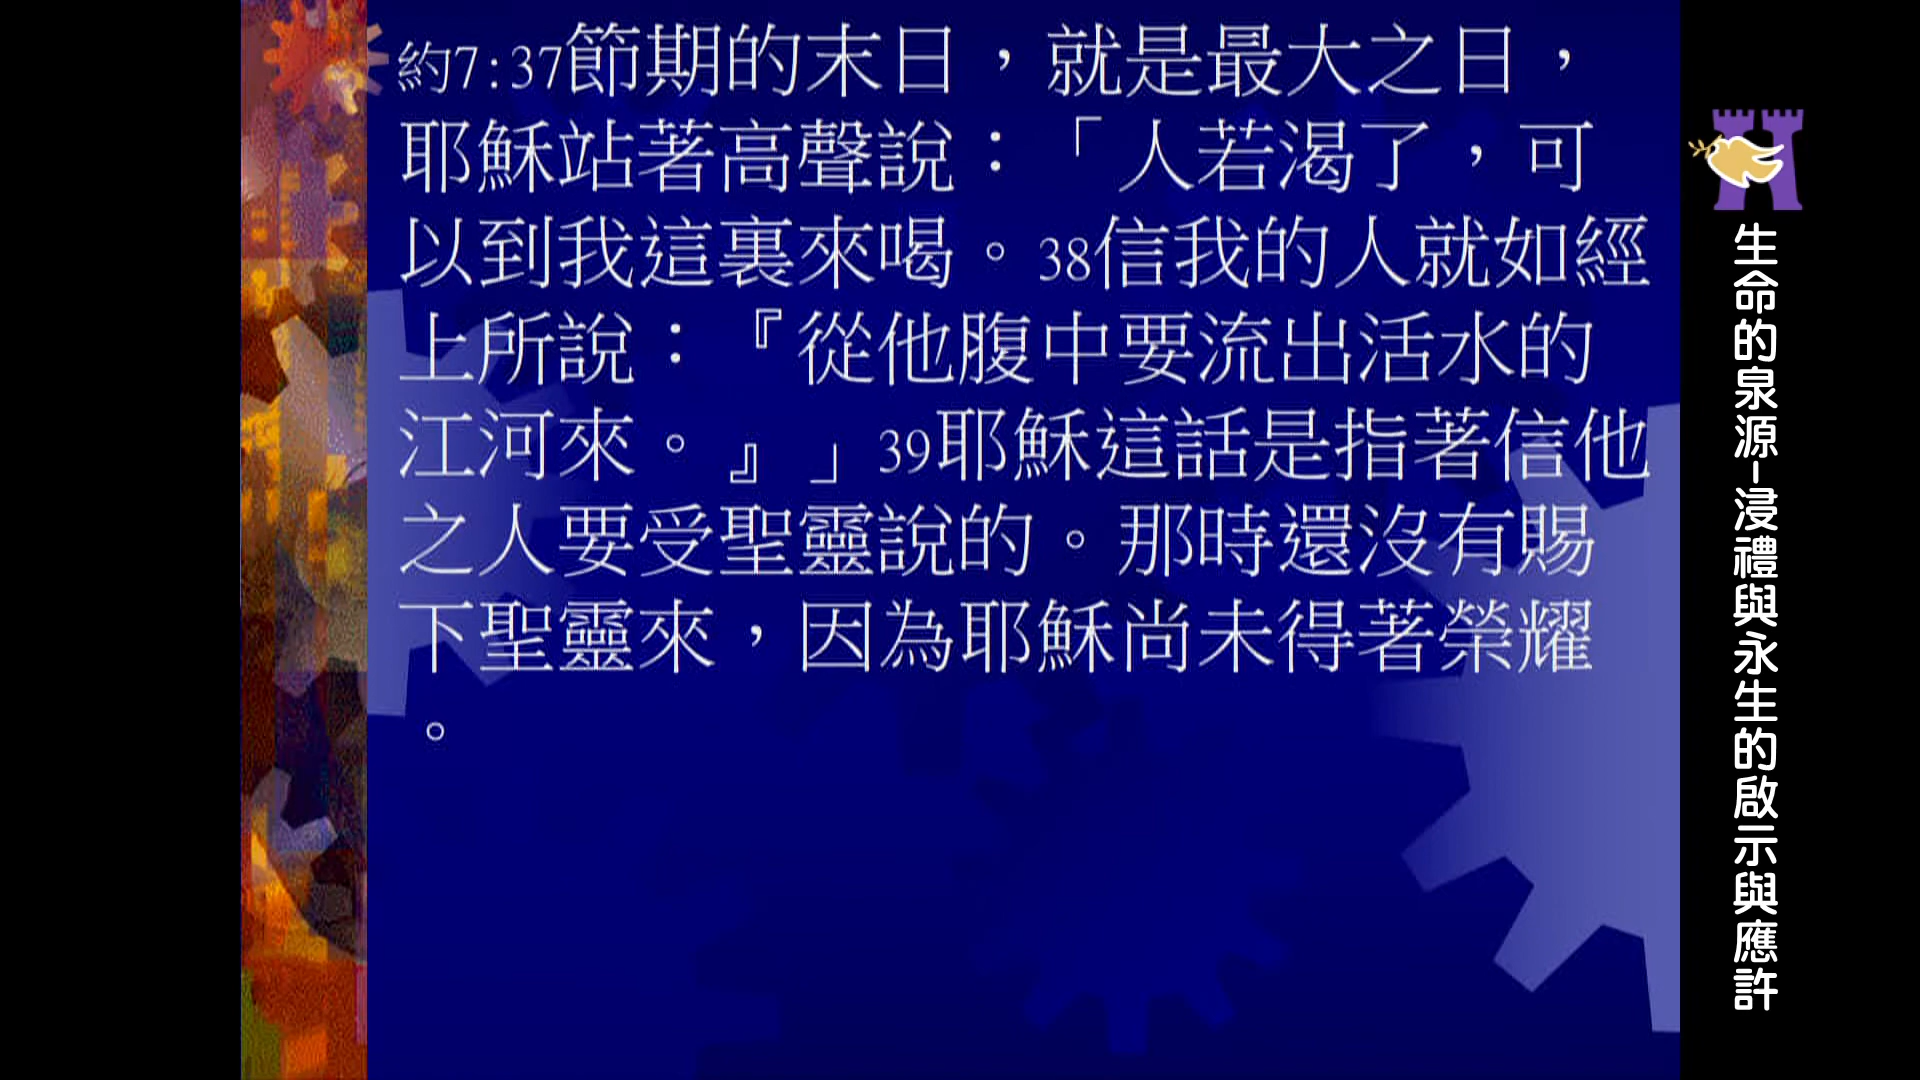 約7:37節期的末日，就是最大之日，
耶穌站著高聲說：「人若渴了，可
以到我這裏來喝。38信我的人就如經
上所說：『從他腹中要流出活水的
江河來。』」39耶穌這話是指著信他
之人要受聖靈說的。那時還沒有賜
下聖靈來，因為耶穌尚未得著榮耀
。
生命的泉源-浸禮與永生的啟示與應許